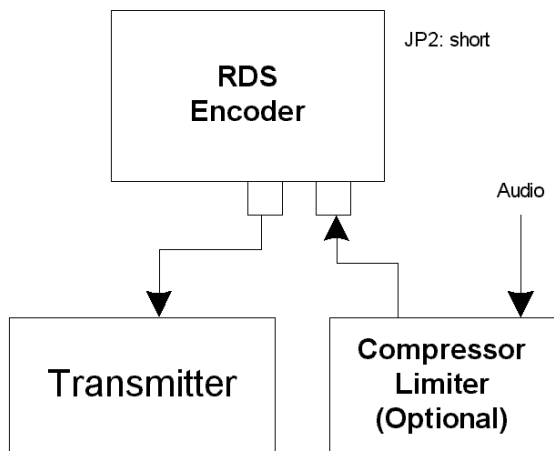 RDS
Encoder
JP2: short
Audio
Transmitter
Compressor
Limiter
(Optional)